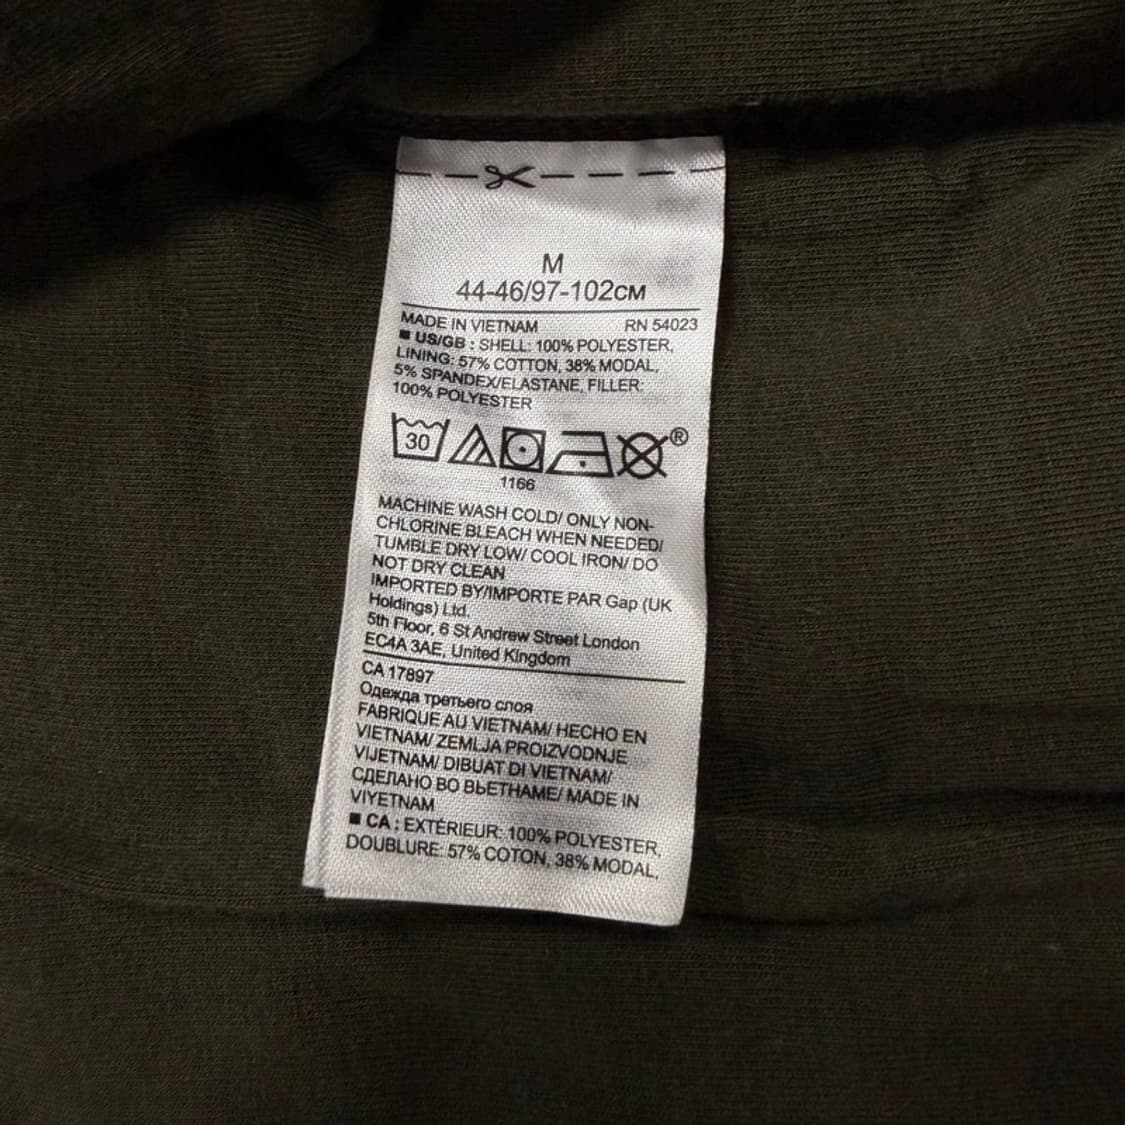 M
44-46/97-102см
MADE IN VIETNAM RN 54023
■ US/GB : SHELL: 100% POLYESTER,
LINING: 57% COTTON, 38% MODAL,
5% SPANDEX/ELASTANE, FILLER:
100% POLYESTER
30 ®
1166
MACHINE WASH COLD/ ONLY NON-
CHLORINE BLEACH WHEN NEEDED/
TUMBLE DRY LOW/ COOL IRON/ DO
NOT DRY CLEAN
IMPORTED BY/IMPORTE PAR Gap (UK
Holdings) Ltd.
5th Floor, 6 St Andrew Street London
EC4A 3AE, United Kingdom
CA 17897
Одежда третьего слоя
FABRIQUE AU VIETNAM/ HECHO EN
VIETNAM/ ZEMLJA PROIZVODNJE
VIJETNAM/ DIBUAT DI VIETNAM/
СДЕЛАНО ВО ВЬЕТНАМЕ/ MADE IN
VIYETNAM
■ CA : EXTÉRIEUR: 100% POLYESTER,
DOUBLURE: 57% COTON, 38% MODAL,